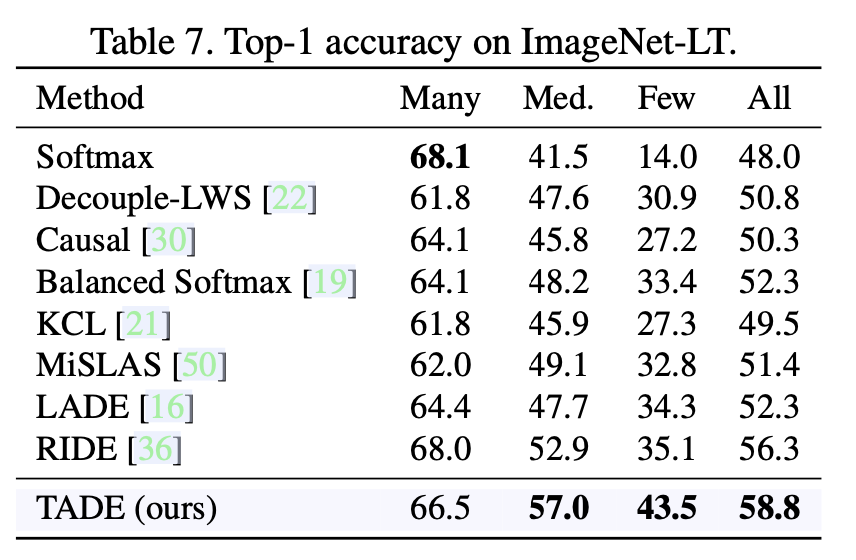 Table 7. Top-1 accuracy on ImageNet-LT.
Method Many Med. Few All
Softmax 68.1 41.5 14.0 48.0
Decouple-LWS [22] 61.8 47.6 30.9 50.8
Causal [30] 64.1 45.8 27.2 50.3
Balanced Softmax [19] 64.1 48.2 33.4 52.3
KCL [21] 61.8 45.9 27.3 49.5
MiSLAS [50] 62.0 49.1 32.8 51.4
LADE [16] 64.4 47.7 34.3 52.3
RIDE [36] 68.0 52.9 35.1 56.3
TADE (ours) 66.5 57.0 43.5 58.8